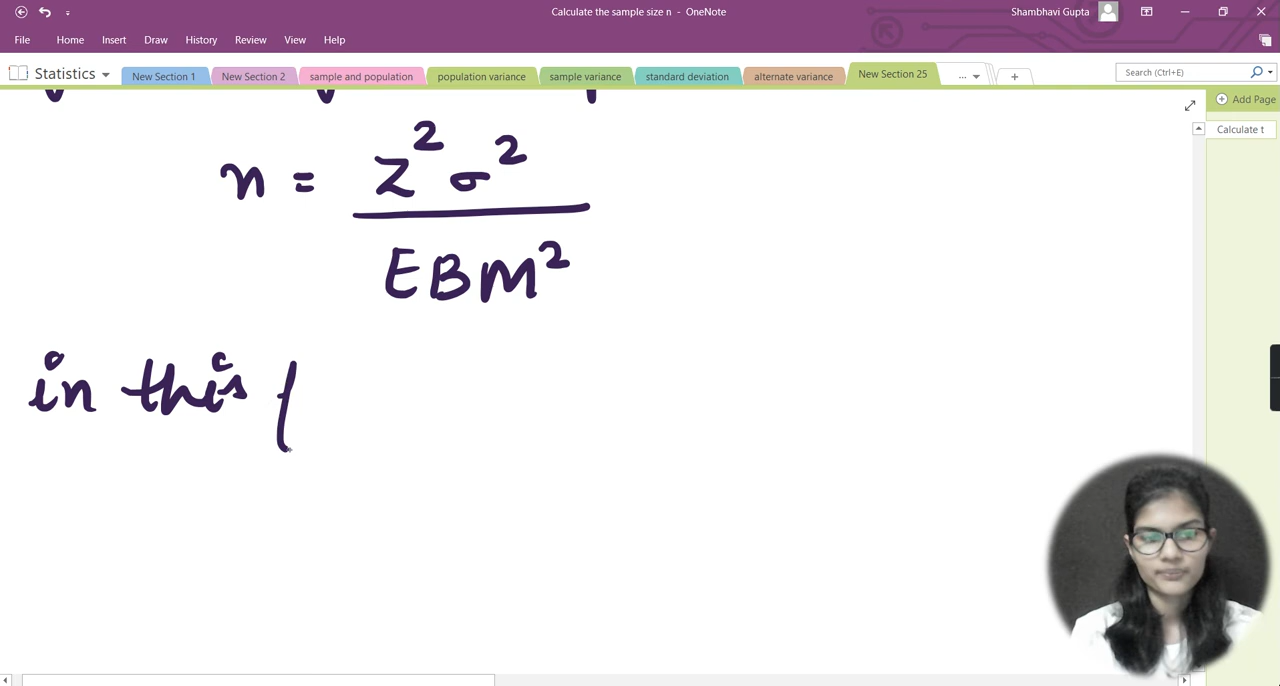 Calculate the sample size n - OneNote
Shambhavi Gupta
File Home Insert Draw History Review View Help
Statistics
New Section 1
New Section 2
sample and population
population variance
sample variance
standard deviation
alternate variance
New Section 25
...
+
Search (Ctrl+E)
Add Page
Calculate t
n = Z² σ² / EBM²
in this f